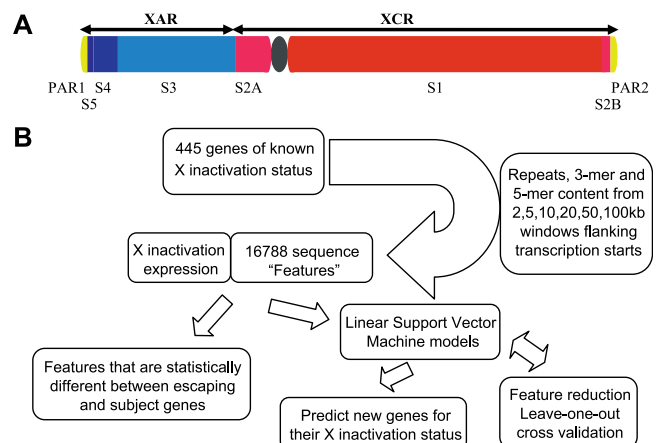 A
XAR
XCR
PAR1
S5
S4
S3
S2A
S1
S2B
PAR2
B
445 genes of known
X inactivation status
Repeats, 3-mer and
5-mer content from
2,5,10,20,50,100kb
windows flanking
transcription starts
X inactivation
expression
16788 sequence
“Features”
Linear Support Vector
Machine models
Features that are statistically
different between escaping
and subject genes
Predict new genes for
their X inactivation status
Feature reduction
Leave-one-out
cross validation